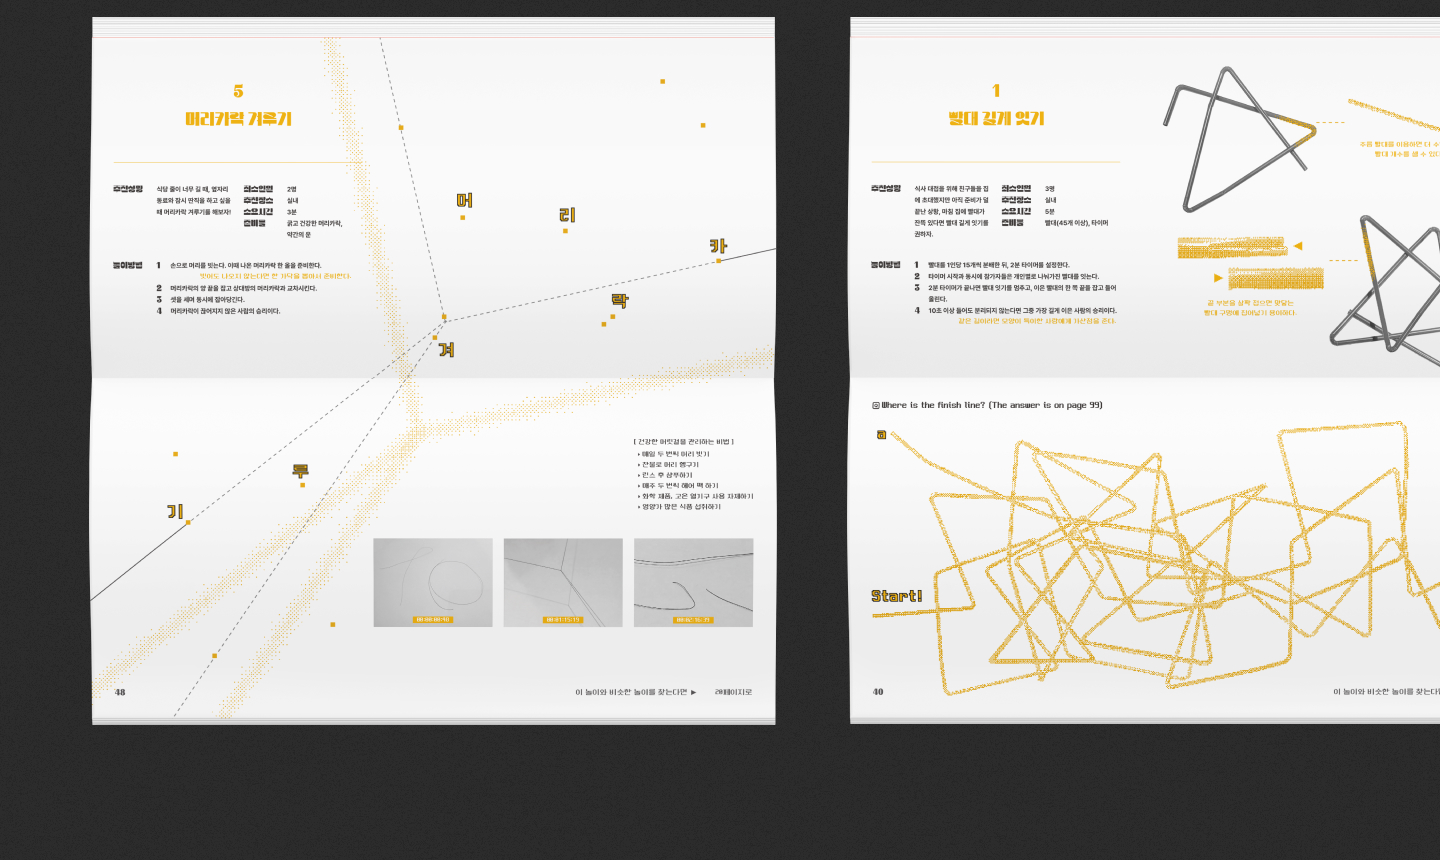 5
머리카락 겨루기
추천상황
식당 줄이 너무 길 때, 옆자리
동료와 잠시 연적을 하고 싶을
때 머리카락 겨루기를 해보자!
최소인원 2명
추천장소 실내
소요시간 3분
준비물 굵고 건강한 머리카락,
약간의 운
놀이방법
1 손으로 머리를 빗는다. 이때 나온 머리카락 한 올을 준비한다.
빗어도 나오지 않는다면 한 가닥을 뽑아서 준비한다.
2 머리카락의 양 끝을 잡고 상대방의 머리카락과 교차시킨다.
3 셋을 세며 동시에 잡아당긴다.
4 머리카락이 끊어지지 않은 사람의 승리이다.
머
리
카
락
겨
루
기
[ 건강한 머릿결을 관리하는 비법 ]
▸ 매일 두 번씩 머리 빗기
▸ 찬물로 머리 헹구기
▸ 린스 후 샴푸하기
▸ 매주 두 번씩 헤어 팩 하기
▸ 화학 제품, 고온 열기구 사용 자제하기
▸ 영양가 많은 식품 섭취하기
48
이 놀이와 비슷한 놀이를 찾는다면 ▶
페이지로
1
빨대 길게 잇기
추천상황
식사 대접을 위해 친구들을 집
에 초대했지만 아직 준비가 덜
끝난 상황, 마침 집에 빨대가
잔뜩 있다면 빨대 길게 잇기를
권하자.
최소인원 3명
추천장소 실내
소요시간 5분
준비물 빨대(45개 이상), 타이머
놀이방법
1 빨대를 1인당 15개씩 분배한 뒤, 2분 타이머를 설정한다.
2 타이머 시작과 동시에 참가자들은 개인별로 나눠가진 빨대를 잇는다.
3 2분 타이머가 끝나면 빨대 잇기를 멈추고, 이은 빨대의 한 쪽 끝을 잡고 들어
올린다.
4 10초 이상 들어도 분리되지 않는다면 그중 가장 길게 이은 사람의 승리이다.
같은 길이라면 모양이 특이한 사람에게 가산점을 준다.
주름 빨대를 이용하면 더 수
빨대 개수를 셀 수 있다
끝 부분을 살짝 접으면 맞닿는
빨대 구멍에 집어넣기 용이하다.
Where is the finish line? (The answer is on page 99)
a
Start!
40
이 놀이와 비슷한 놀이를 찾는다면